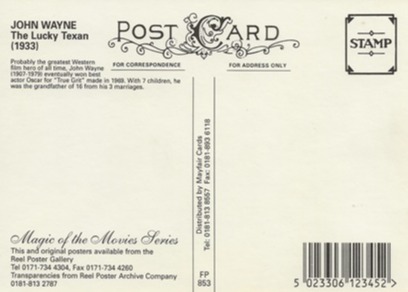 JOHN WAYNE
The Lucky Texan
(1933)
Probably the greatest Western
film hero of all time, John Wayne
(1907-1979) eventually won best
actor Oscar for "True Grit" made in 1969. With 7 children, he
was the grandfather of 16 from his 3 marriages.
POST CARD
FOR CORRESPONDENCE
FOR ADDRESS ONLY
STAMP
Distributed by Mayfair Cards
Tel: 0181-813 8557 Fax: 0181-893 6118
Magic of the Movies Series
This and original posters available from the
Reel Poster Gallery
Tel 0171-734 4304, Fax 0171-734 4260
Transparencies from Reel Poster Archive Company
0181-813 2787
FP
853
5 023306 123452 >